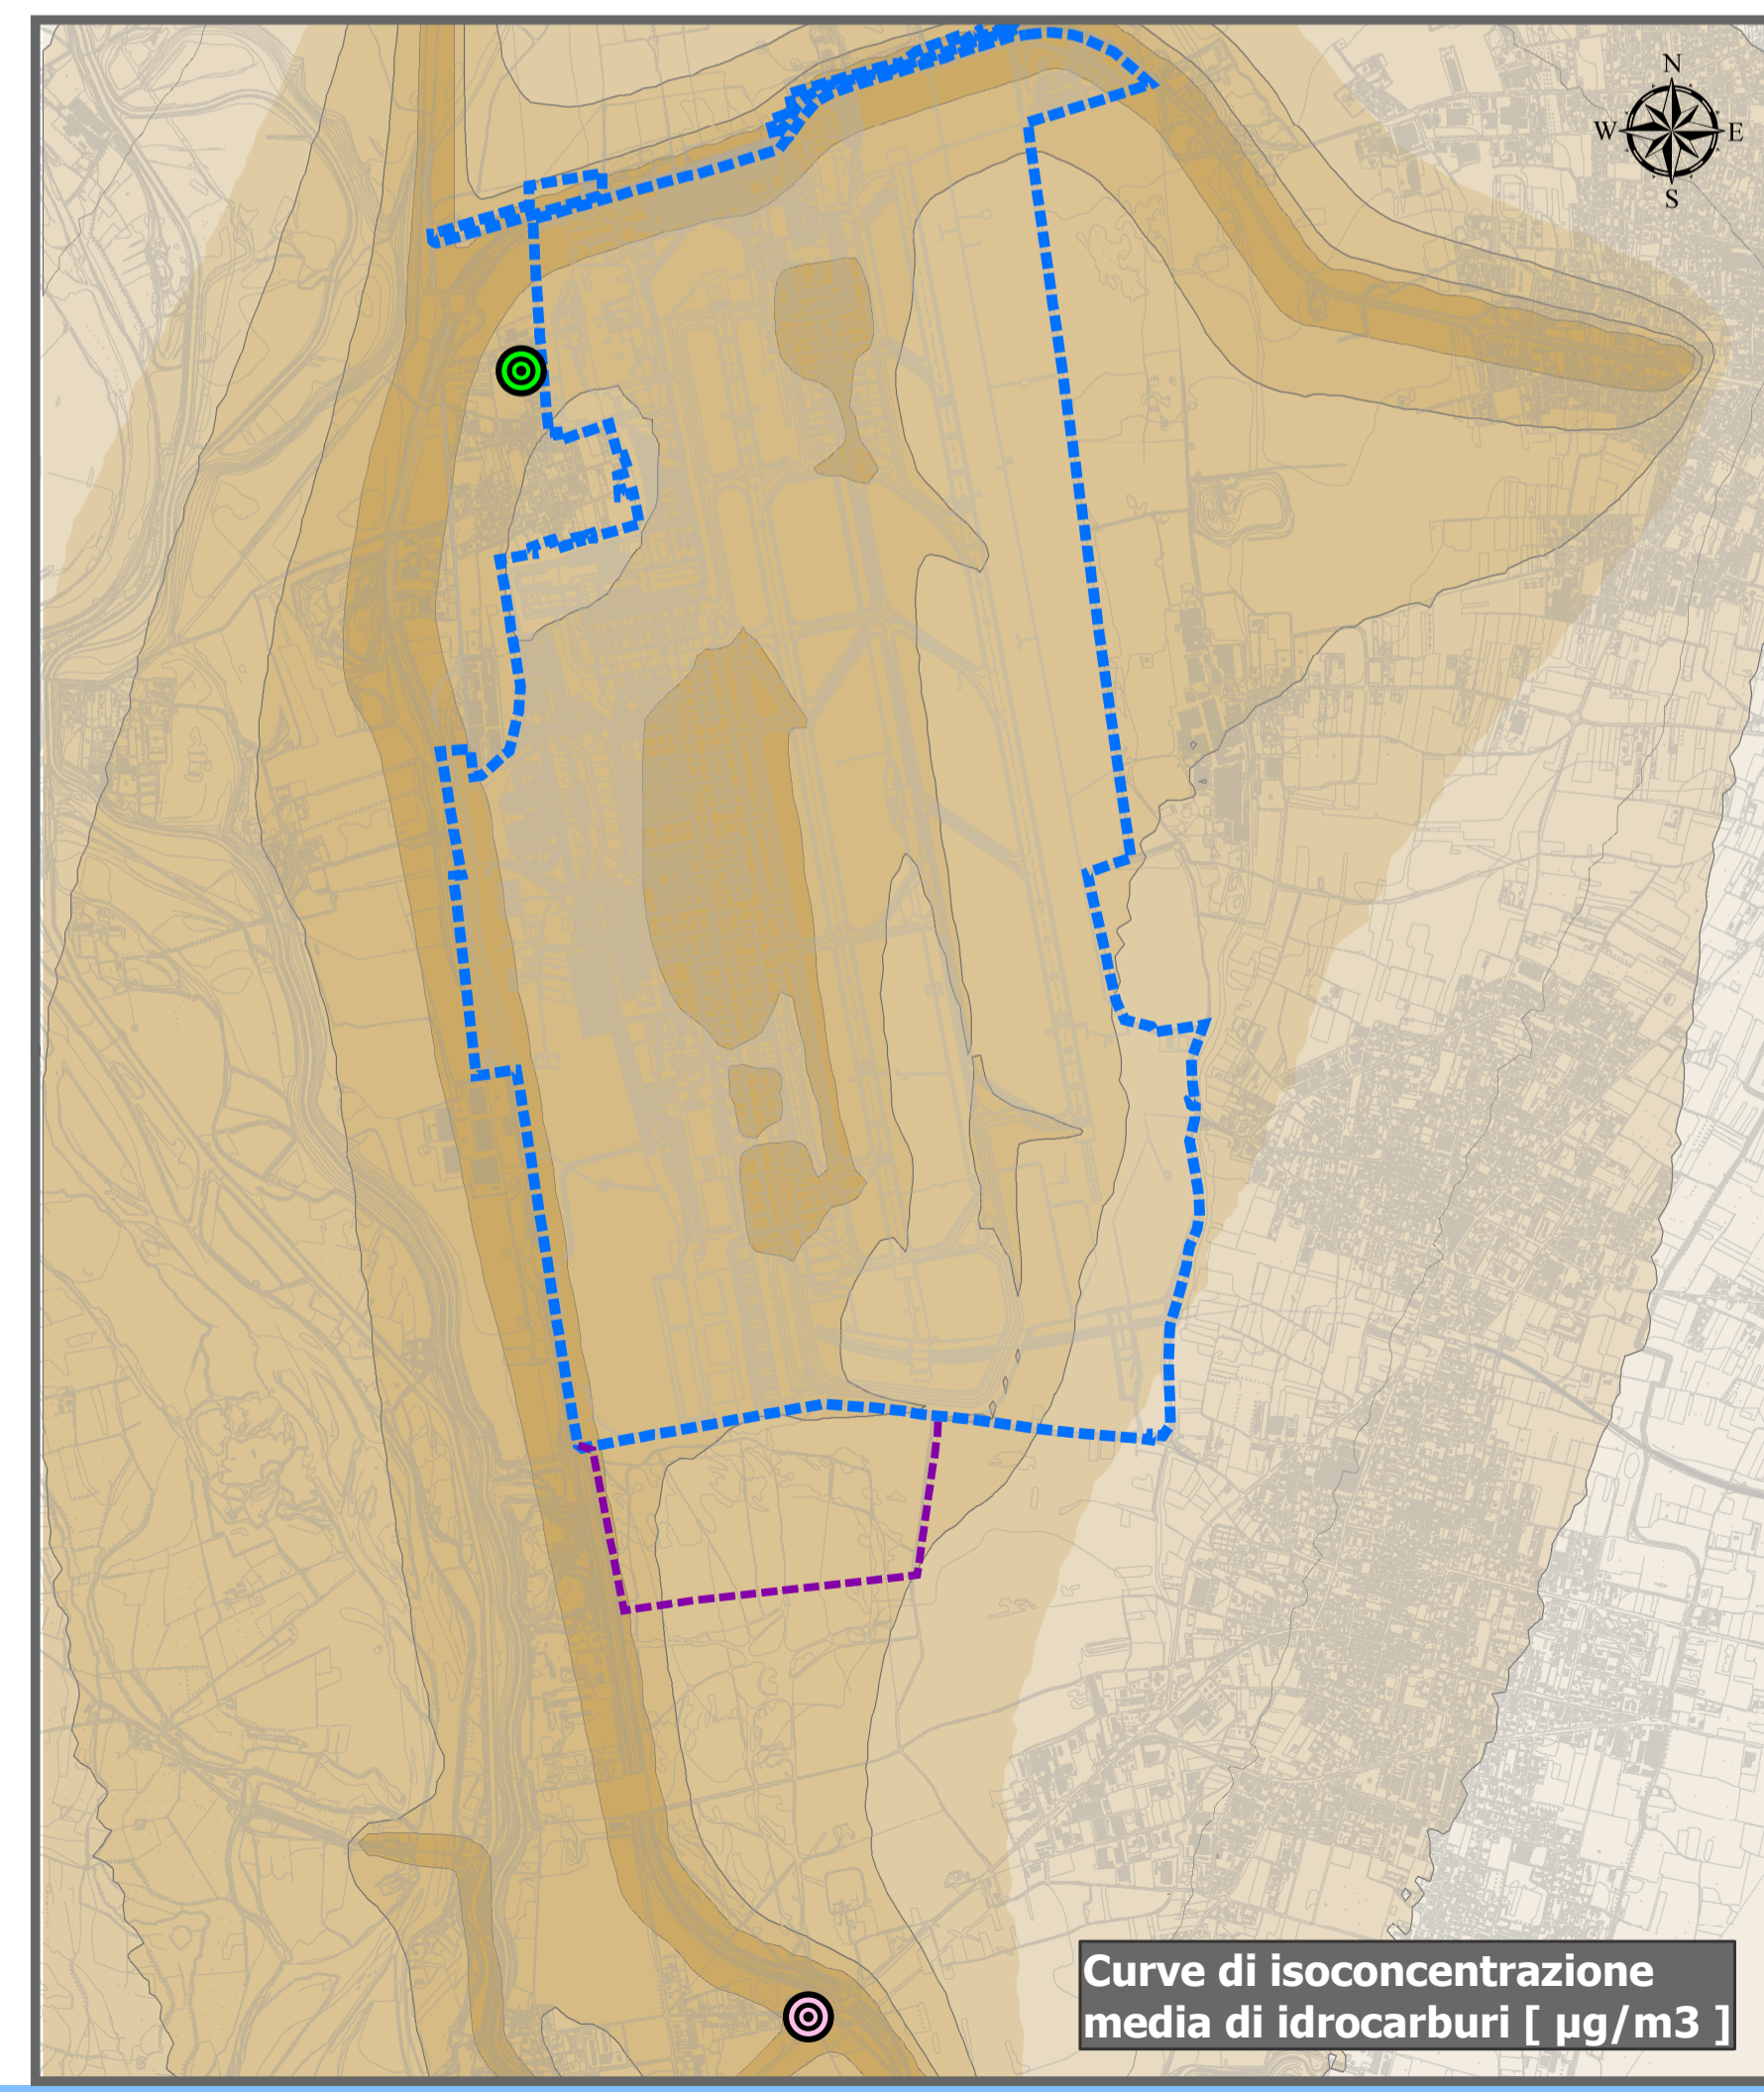 N
W E
S
Curve di isoconcentrazione
media di idrocarburi [ µg/m3 ]